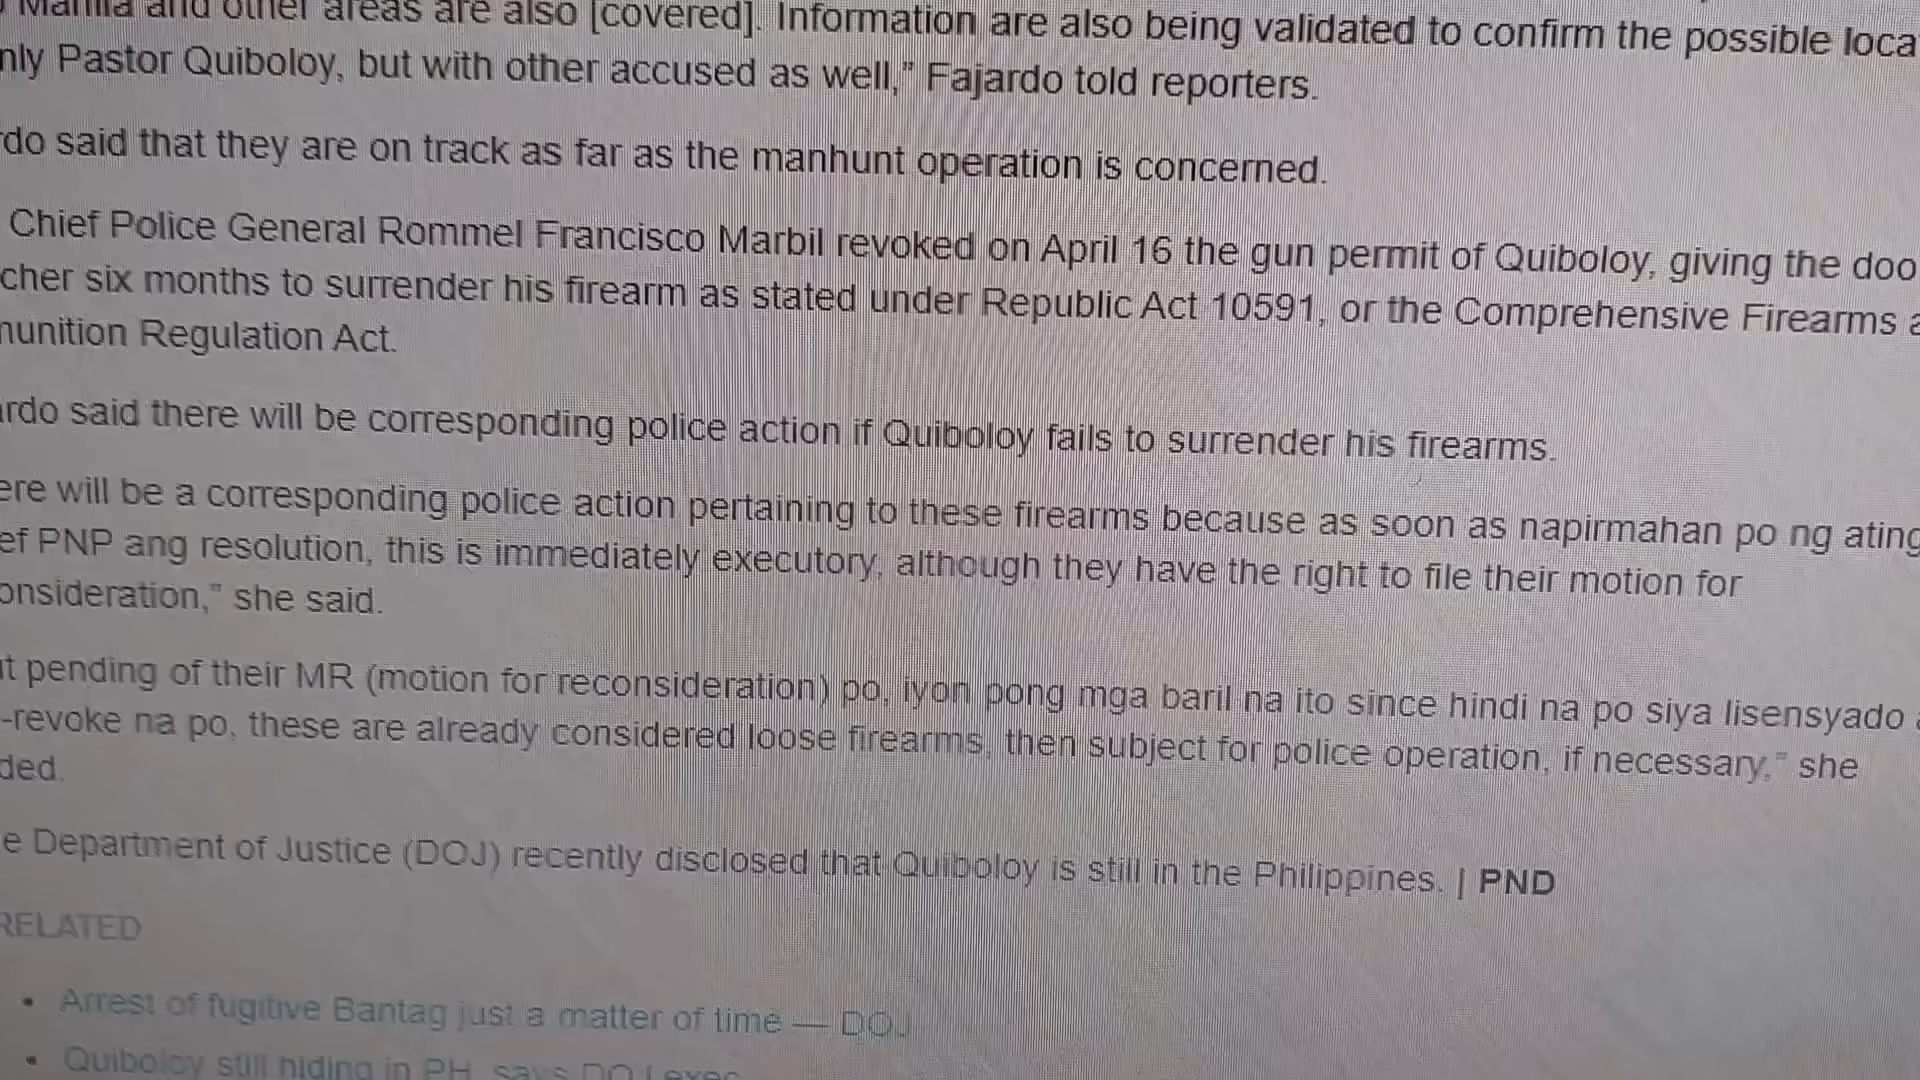 Manila and other areas are also [covered]. Information are also being validated to confirm the possible loca
nly Pastor Quiboloy, but with other accused as well,” Fajardo told reporters.
rdo said that they are on track as far as the manhunt operation is concerned.
Chief Police General Rommel Francisco Marbil revoked on April 16 the gun permit of Quiboloy, giving the doo
cher six months to surrender his firearm as stated under Republic Act 10591, or the Comprehensive Firearms a
nunition Regulation Act.
ardo said there will be corresponding police action if Quiboloy fails to surrender his firearms.
ere will be a corresponding police action pertaining to these firearms because as soon as napirmahan po ng ating
ef PNP ang resolution, this is immediately executory, although they have the right to file their motion for
onsideration,” she said.
ut pending of their MR (motion for reconsideration) po, iyon pong mga baril na ito since hindi na po siya lisensyado a
-revoke na po, these are already considered loose firearms, then subject for police operation, if necessary,” she
ded.
e Department of Justice (DOJ) recently disclosed that Quiboloy is still in the Philippines. | PND
RELATED
• Arrest of fugitive Bantag just a matter of time — DOJ
• Quiboloy still hiding in PH, says DOJ exec